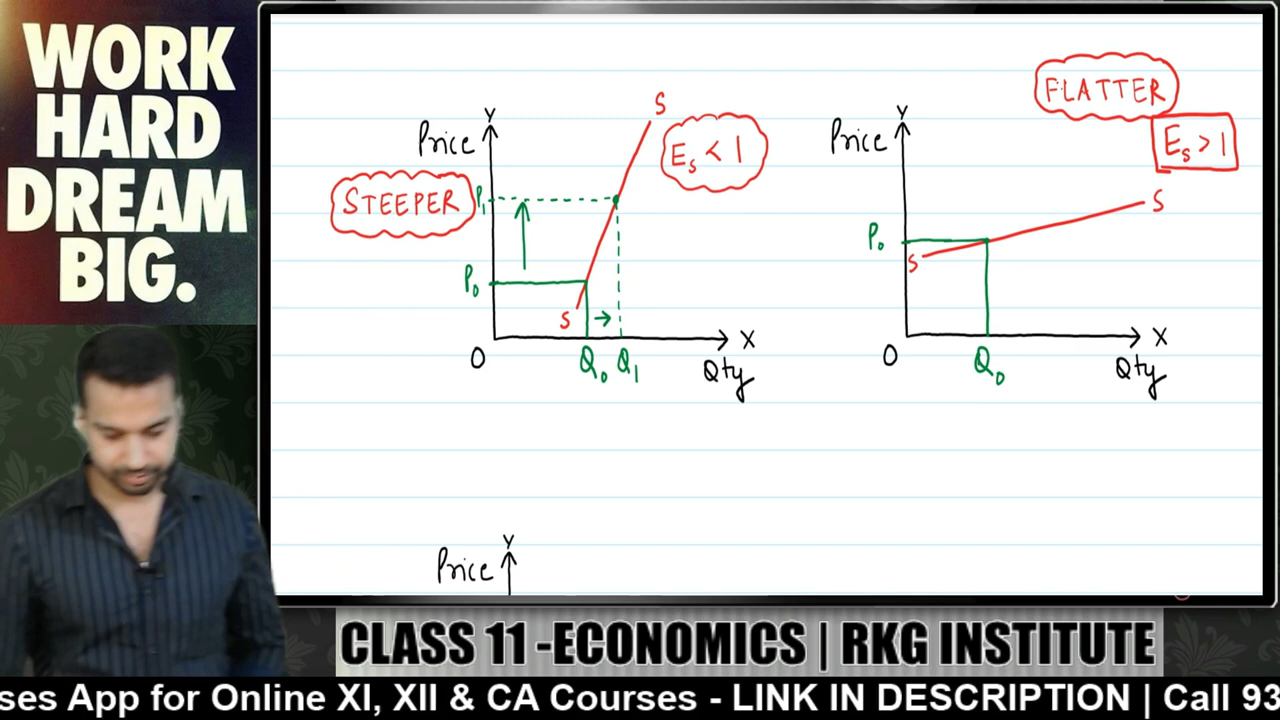 WORK
HARD
DREAM
BIG.
Y
Price
S
Es < 1
STEEPER
P1
P0
S
O
Q0 Q1
X
Qty
FLATTER
Es > 1
Y
Price
S
P0
S
O
Q0
X
Qty
Y
Price
CLASS 11 -ECONOMICS | RKG INSTITUTE
ses App for Online XI, XII & CA Courses - LINK IN DESCRIPTION | Call 93